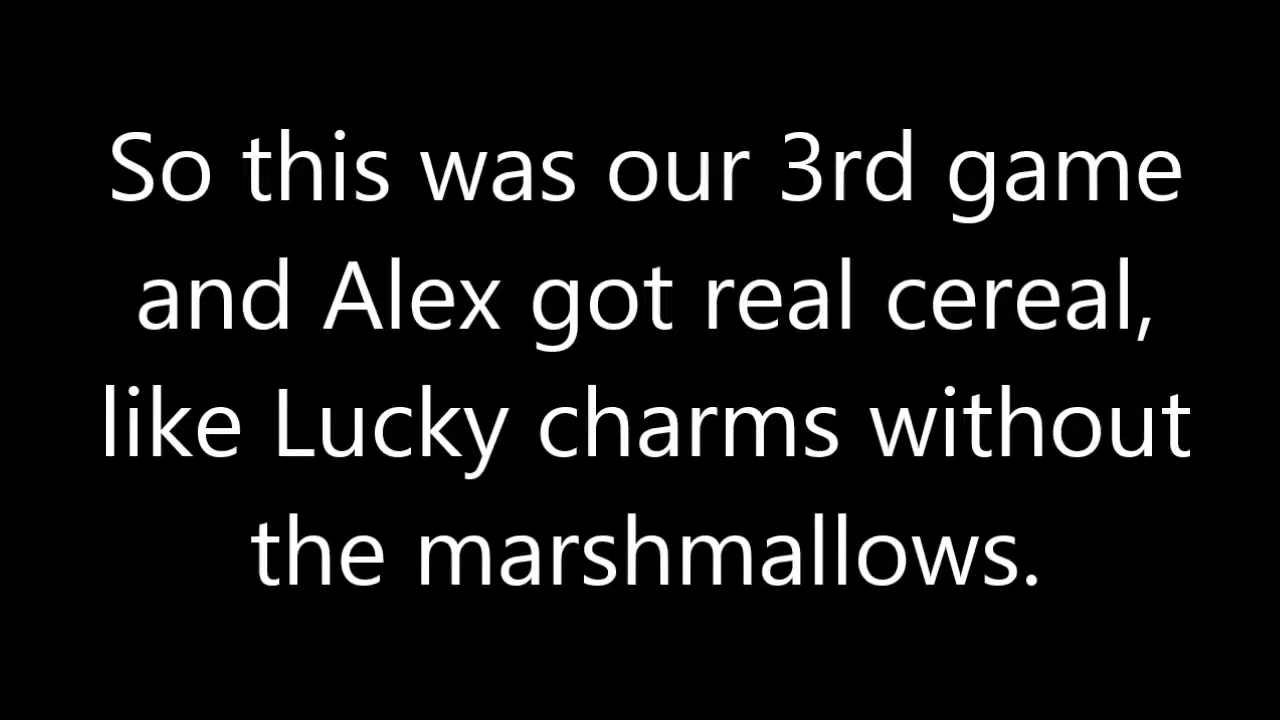 So this was our 3rd game
and Alex got real cereal,
like Lucky charms without
the marshmallows.